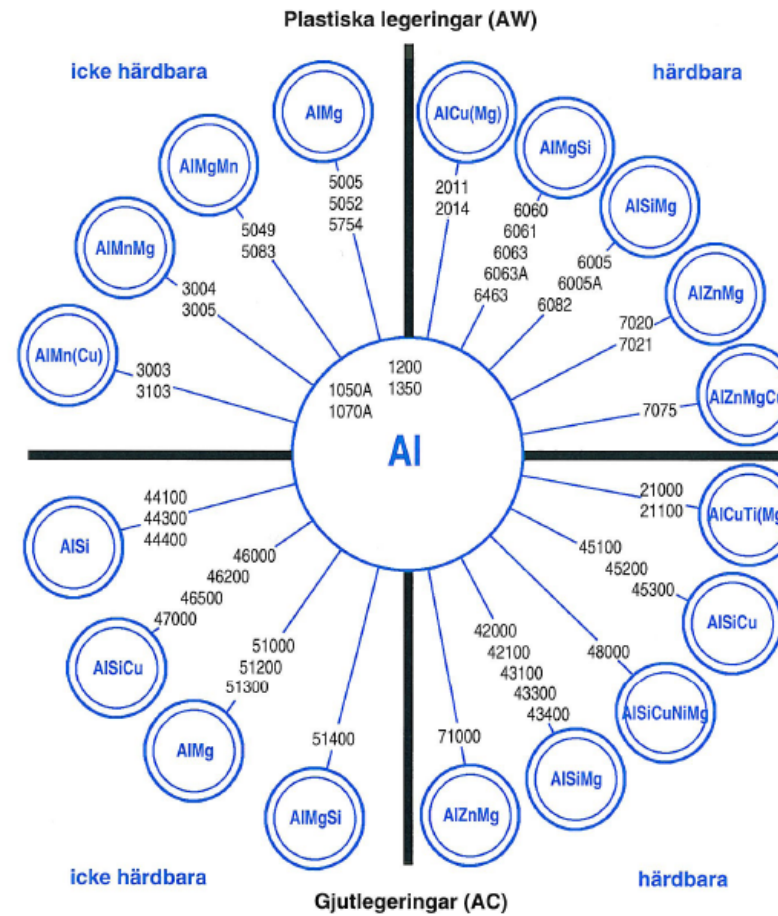 Plastiska legeringar (AW)
icke härdbara
härdbara
AlMg
5005
5052
5754
AlMgMn
5049
5083
AlMnMg
3004
3005
AlMn(Cu)
3003
3103
AlCu(Mg)
2011
2014
AlMgSi
6060
6061
6063
6063A
6463
AlSiMg
6005
6005A
6082
AlZnMg
7020
7021
AlZnMgCu
7075
1200
1050A
1350
1070A
Al
44100
44300
44400
AlSi
46000
46200
46500
47000
AlSiCu
51000
51200
51300
AlMg
51400
AlMgSi
21000
21100
AlCuTi(Mg
45100
45200
45300
AlSiCu
48000
AlSiCuNiMg
42000
42100
43100
43300
43400
AlSiMg
71000
AlZnMg
icke härdbara
härdbara
Gjutlegeringar (AC)